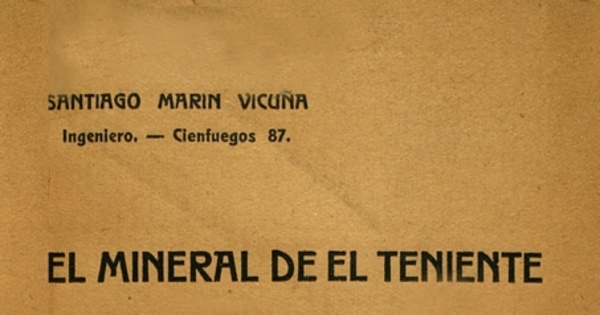 SANTIAGO MARIN VICUÑA
Ingeniero. — Cienfuegos 87.
EL MINERAL DE EL TENIENTE